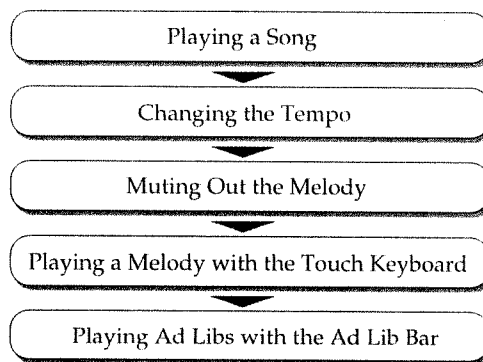 Playing a Song
Changing the Tempo
Muting Out the Melody
Playing a Melody with the Touch Keyboard
Playing Ad Libs with the Ad Lib Bar